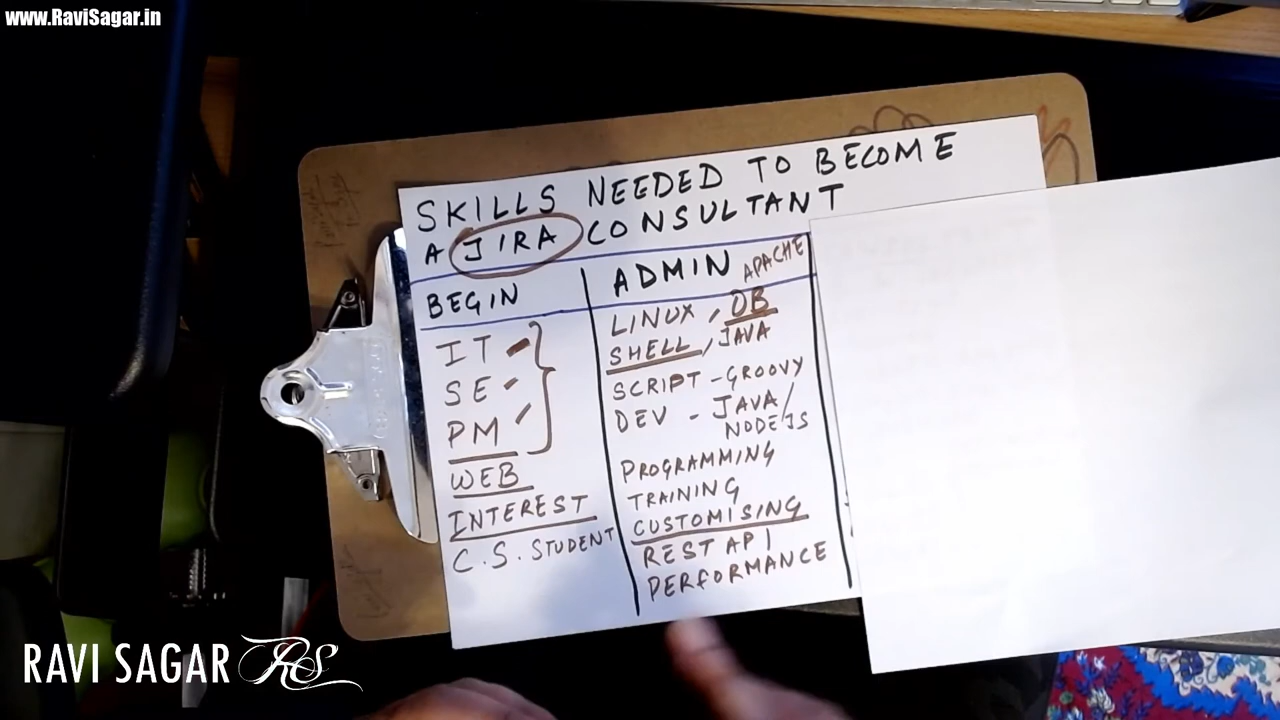 www.RaviSagar.in
SKILLS NEEDED TO BECOME
A JIRA CONSULTANT
BEGIN
IT
SE
PM
WEB
INTEREST
C.S. STUDENT
ADMIN APACHE
LINUX, DB
SHELL, JAVA
SCRIPT - GROOVY
DEV - JAVA/
NODEJS
PROGRAMMING
TRAINING
CUSTOMISING
REST API
PERFORMANCE
RAVI SAGAR RS